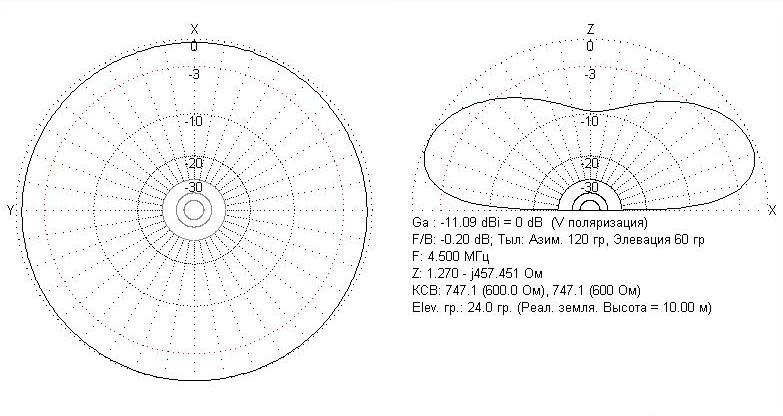 X
0
-3
-10
-20
-30
Y
Z
0
-3
-10
-20
-30
X
Ga : -11.09 dBi = 0 dB (V поляризация)
F/B: -0.20 dB; Тыл: Азим. 120 гр, Элевация 60 гр
F: 4.500 МГц
Z: 1.270 - j457.451 Ом
КСВ: 747.1 (600.0 Ом), 747.1 (600 Ом)
Elev. гр.: 24.0 гр. (Реал. земля. Высота = 10.00 м)